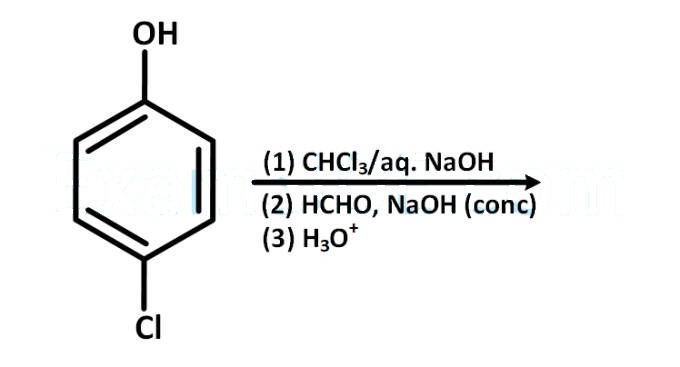 OH
(1) CHCl₃/aq. NaOH
(2) HCHO, NaOH (conc)
(3) H₃O⁺
Cl